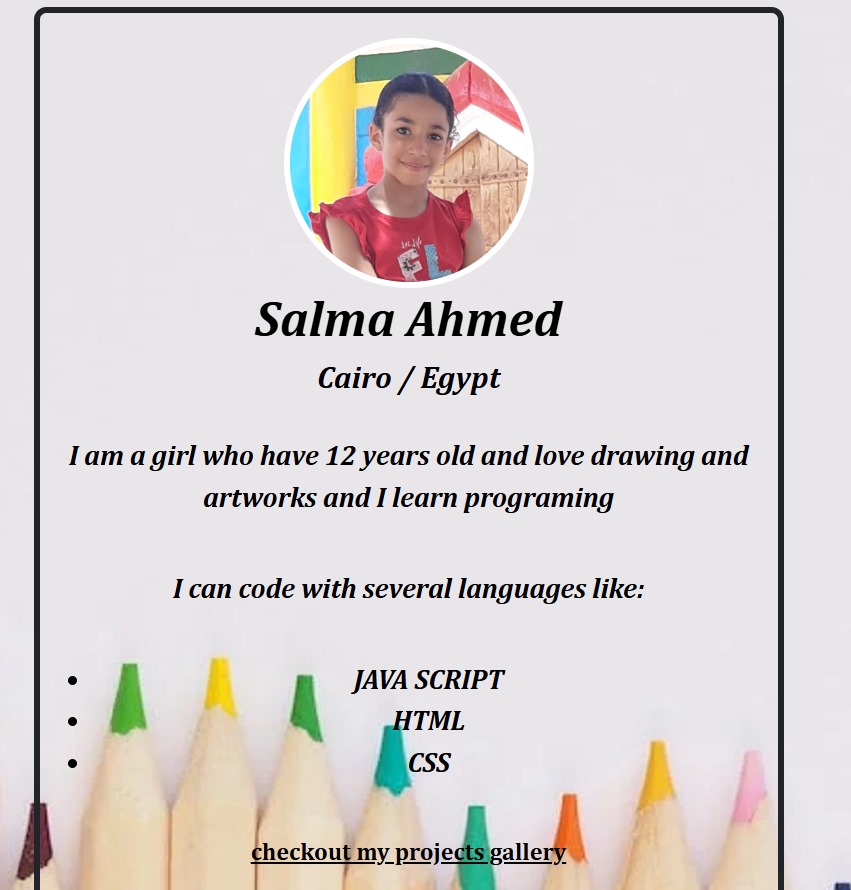 Salma Ahmed
Cairo / Egypt
I am a girl who have 12 years old and love drawing and
artworks and I learn programing
I can code with several languages like:
JAVA SCRIPT
HTML
CSS
checkout my projects gallery